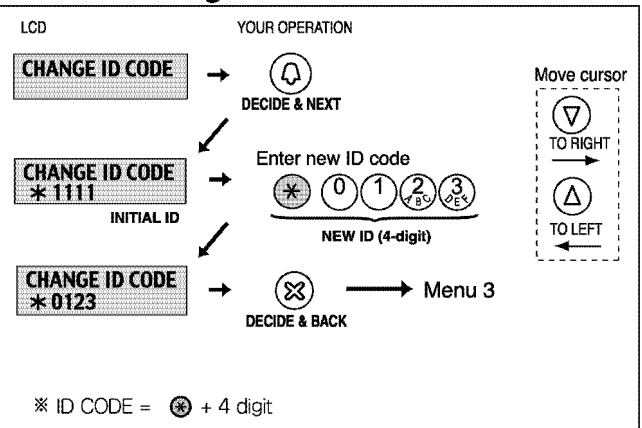 LCD YOUR OPERATION
CHANGE ID CODE
DECIDE & NEXT
Move cursor
TO RIGHT
TO LEFT
CHANGE ID CODE
* 1111
INITIAL ID
Enter new ID code
* 0 1 2 ABC 3 DEF
NEW ID (4-digit)
CHANGE ID CODE
* 0123
DECIDE & BACK
Menu 3
※ ID CODE = * + 4 digit